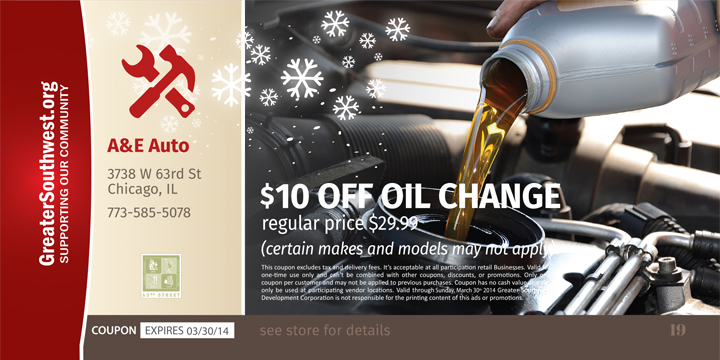 GreaterSouthwest.org
SUPPORTING OUR COMMUNITY
A&E Auto
3738 W 63rd St
Chicago, IL
773-585-5078
63RD STREET
$10 OFF OIL CHANGE
regular price $29.99
(certain makes and models may not apply)
This coupon excludes tax and delivery fees. It's acceptable at all participation retail Businesses. Valid for
one-time use only and can't be combined with other coupons, discounts, or promotions. Only
coupon per customer and may not be applied to previous purchases. Coupon has no cash value
only be used at participating vendor locations. Valid through Sunday, March 30th 2014 Greater Southwest
Development Corporation is not responsible for the printing content of this ads or promotions.
COUPON EXPIRES 03/30/14
see store for details
19